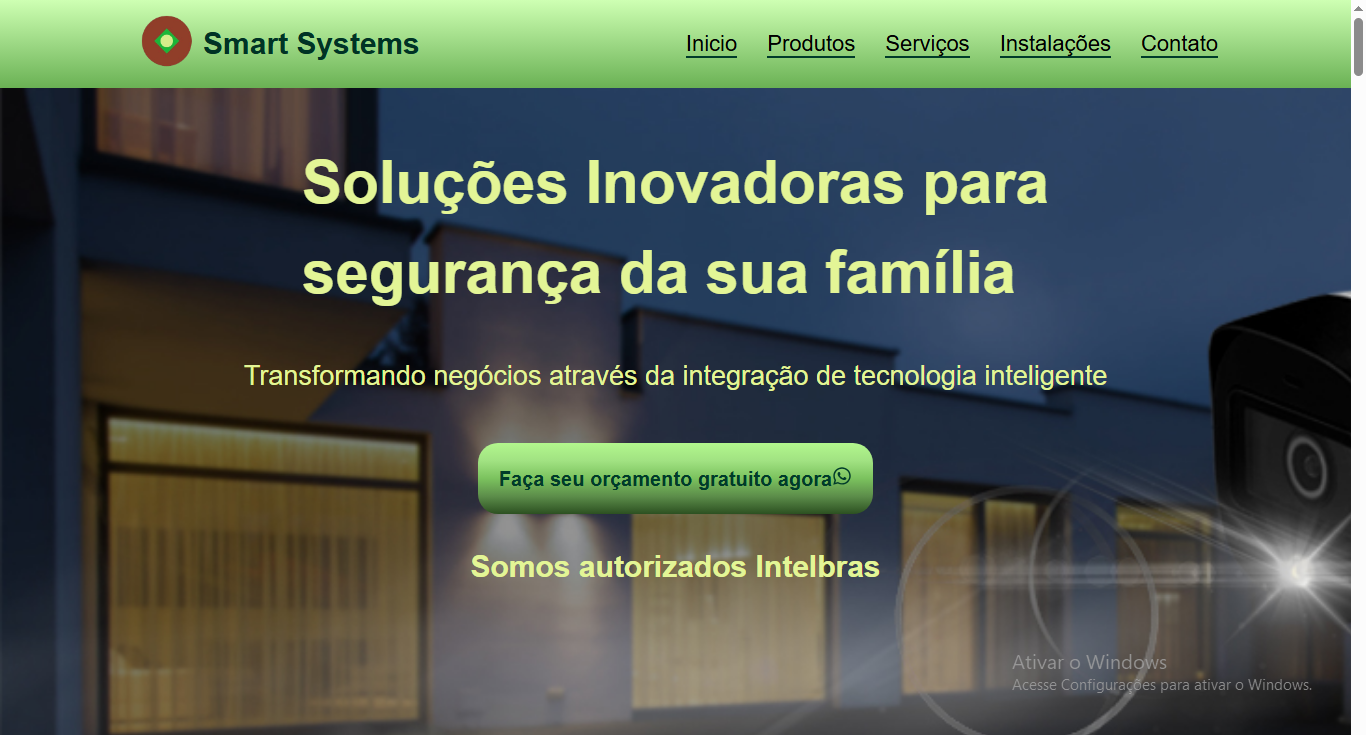 Smart Systems
Inicio Produtos Serviços Instalações Contato
Soluções Inovadoras para
segurança da sua família
Transformando negócios através da integração de tecnologia inteligente
Faça seu orçamento gratuito agora
Somos autorizados Intelbras
Ativar o Windows
Acesse Configurações para ativar o Windows.